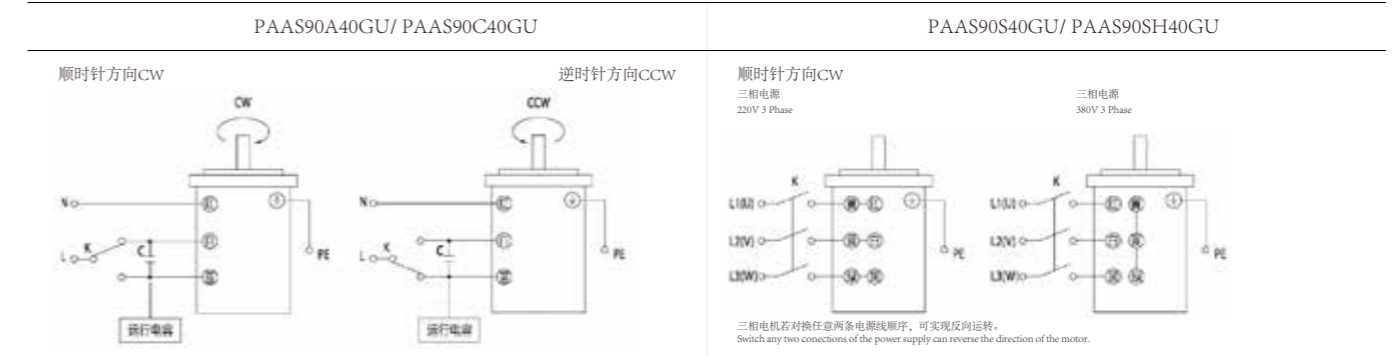 PAAS90A40GU/ PAAS90C40GU
PAAS90S40GU/ PAAS90SH40GU
顺时针方向CW
逆时针方向CCW
CW
CCW
N
红
白
L
K
C
PE
运行电容
N
红
L
K
C
PE
运行电容
顺时针方向CW
三相电源
220V 3 Phase
三相电源
380V 3 Phase
K
L1(U)
L2(V)
L3(W)
PE
K
L1(U)
L2(V)
L3(W)
PE
三相电机若对换任意两条电源线顺序，可实现反向运转。
Switch any two conections of the power supply can reverse the direction of the motor.